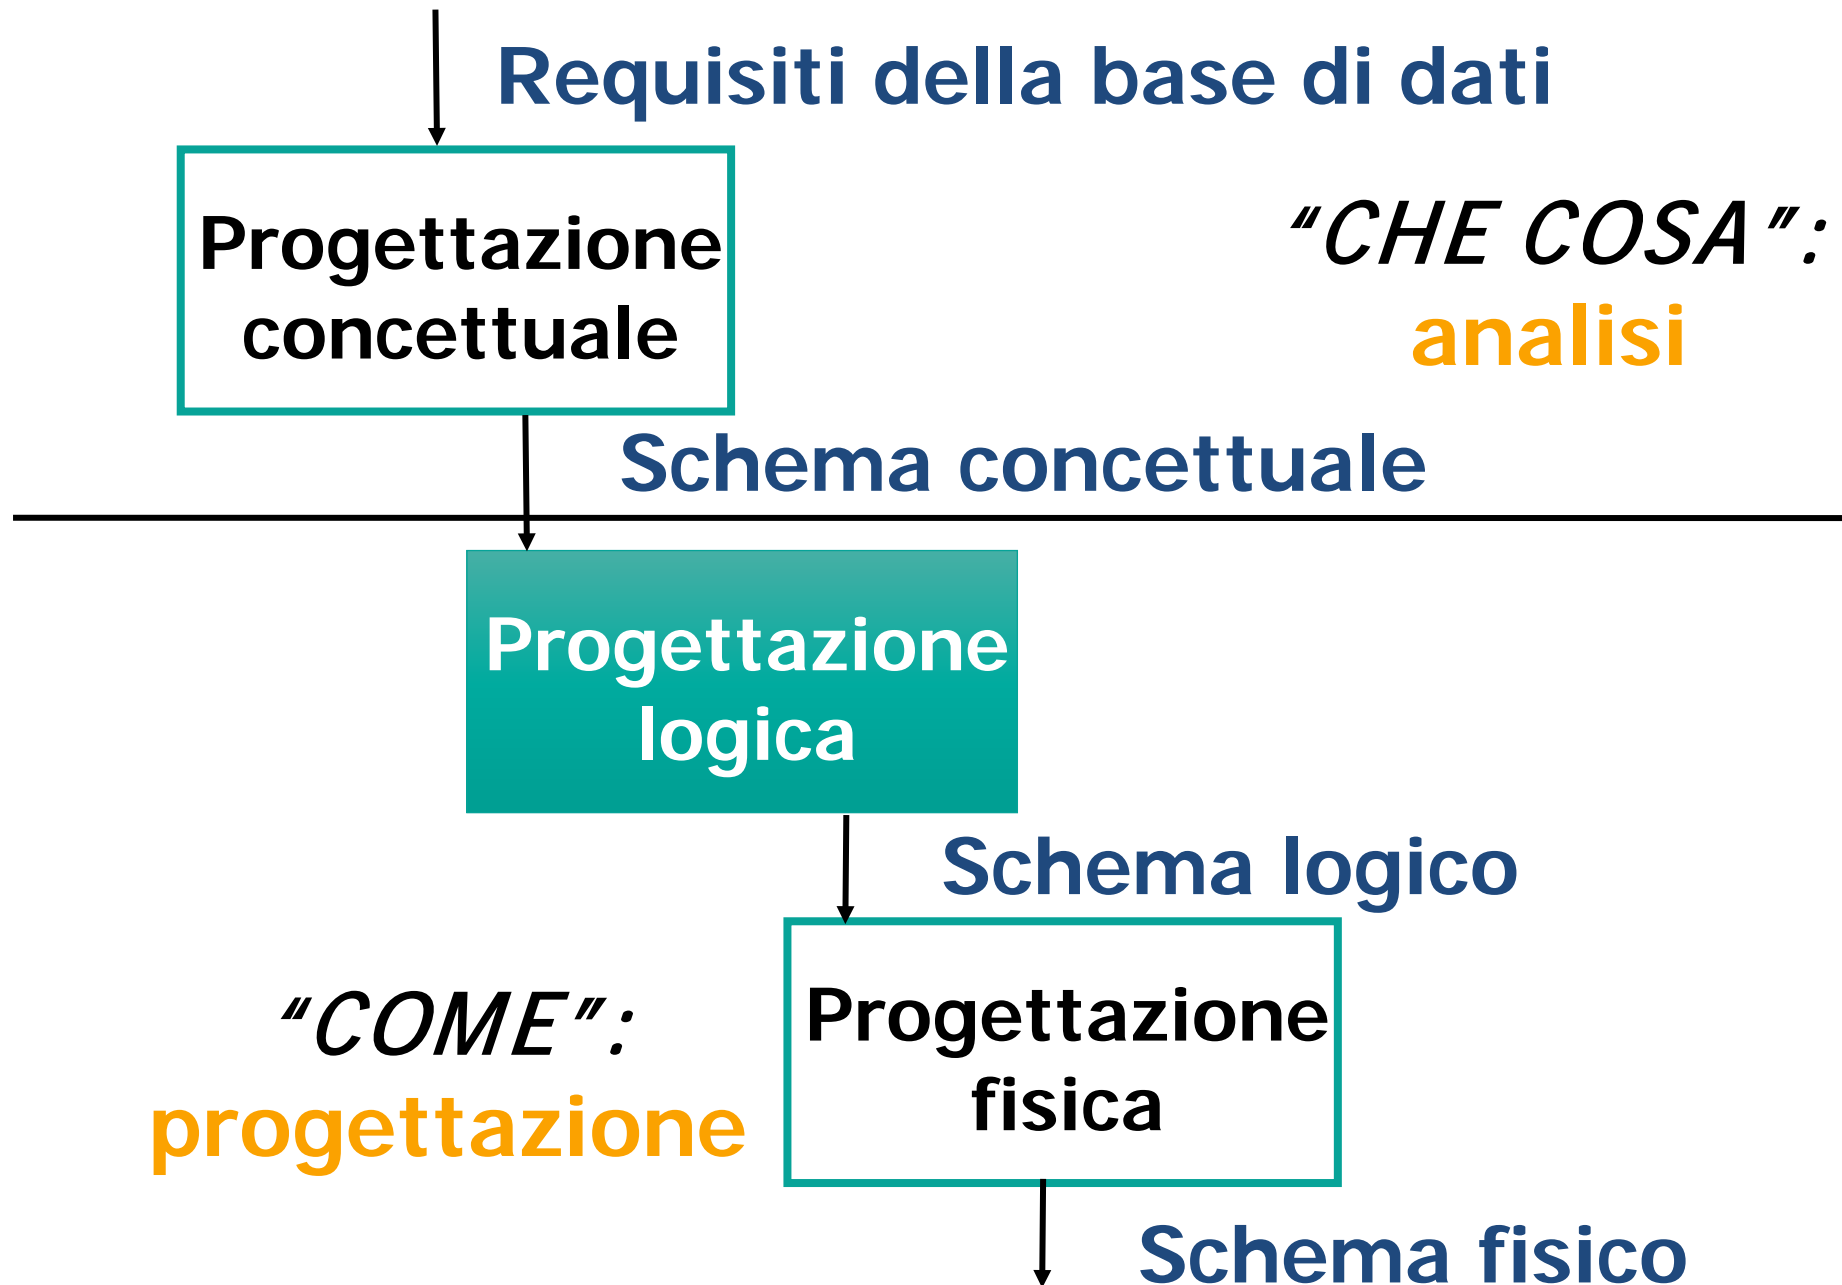 Requisiti della base di dati
Progettazione
concettuale
"CHE COSA":
analisi
Schema concettuale
Progettazione
logica
Schema logico
Progettazione
fisica
"COME":
progettazione
Schema fisico